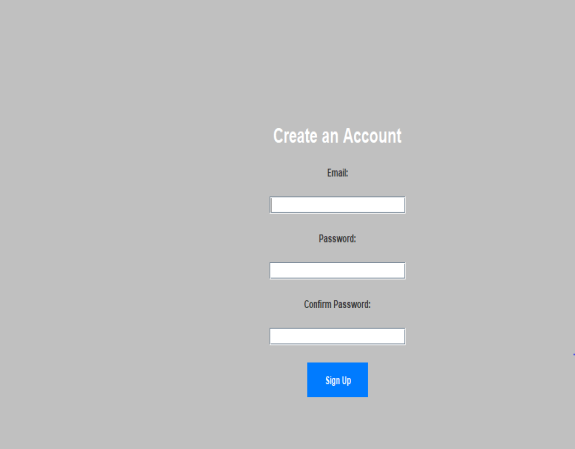 Create an Account
Email:
Password:
Confirm Password:
Sign Up